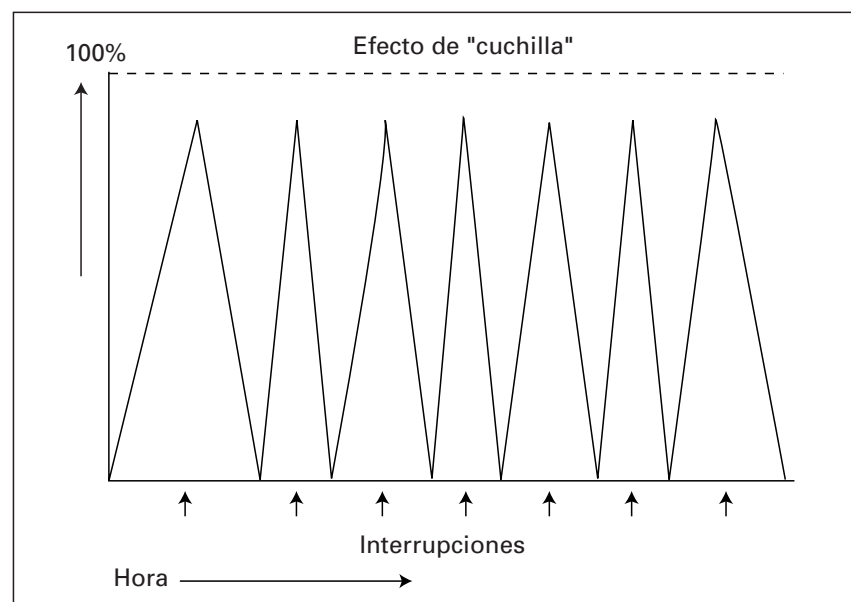 Efecto de "cuchilla"
100%
Interrupciones
Hora